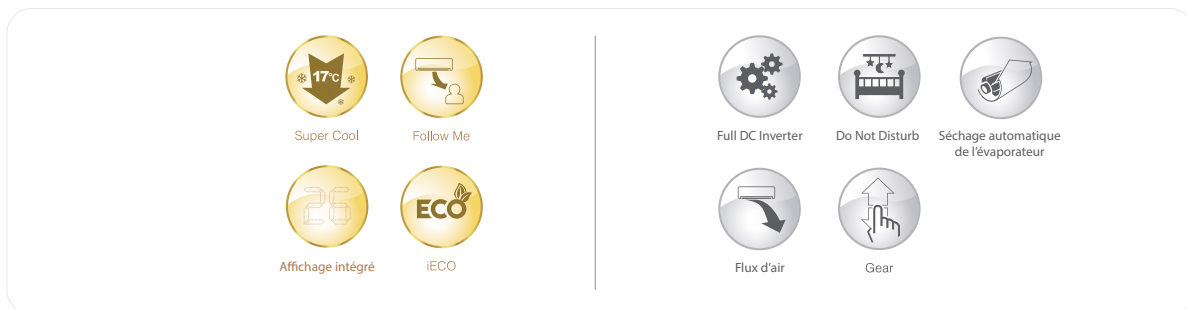 17°C
Super Cool
Follow Me
26
Affichage intégré
ECO
iECO
Full DC Inverter
Do Not Disturb
Séchage automatique
de l'évaporateur
Flux d'air
Gear